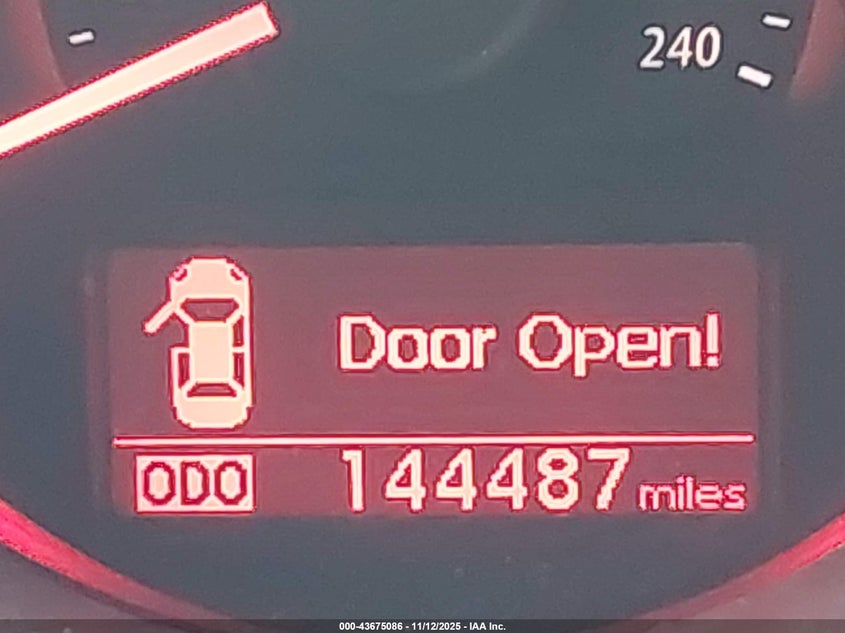 240
Door Open!
ODO 144487 miles
000-43675086 - 11/12/2025 - IAA Inc.